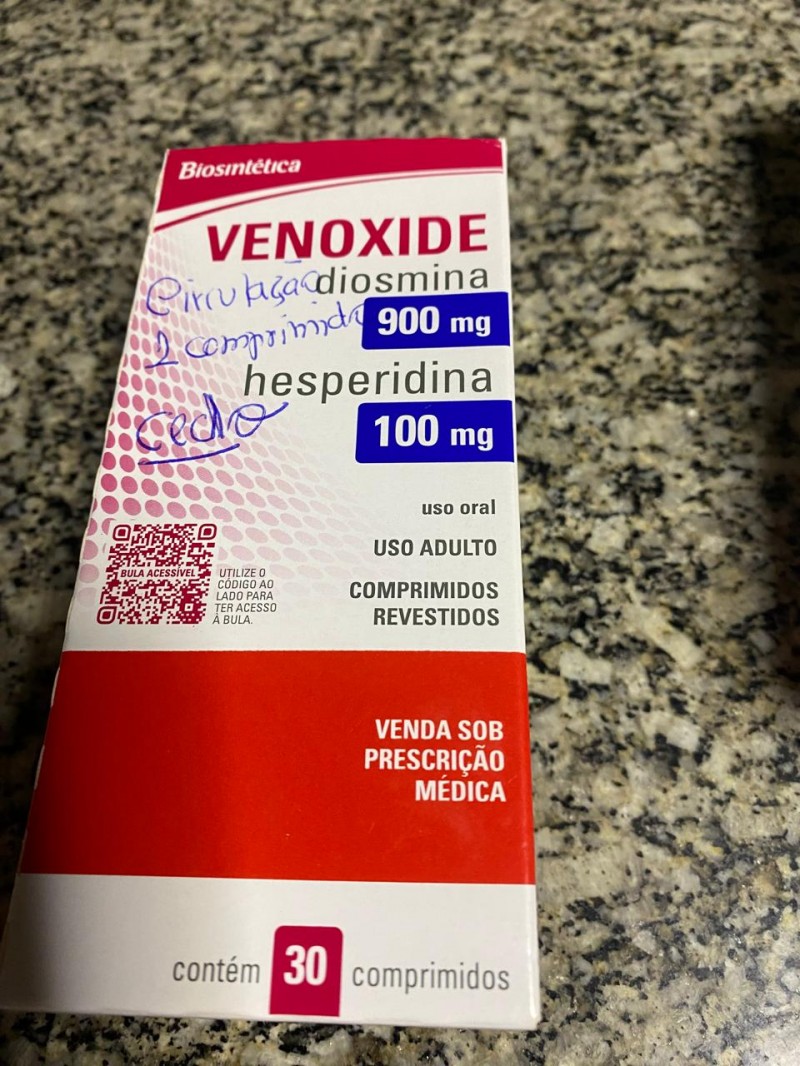 Biosintética
VENOXIDE
diosmina
Circulação
900 mg
comprimido
hesperidina
cedo
100 mg
uso oral
USO ADULTO
COMPRIMIDOS
REVESTIDOS
BULA ACESSÍVEL
UTILIZE O
CÓDIGO AO
LADO PARA
TER ACESSO
À BULA.
VENDA SOB
PRESCRIÇÃO
MÉDICA
contém 30 comprimidos